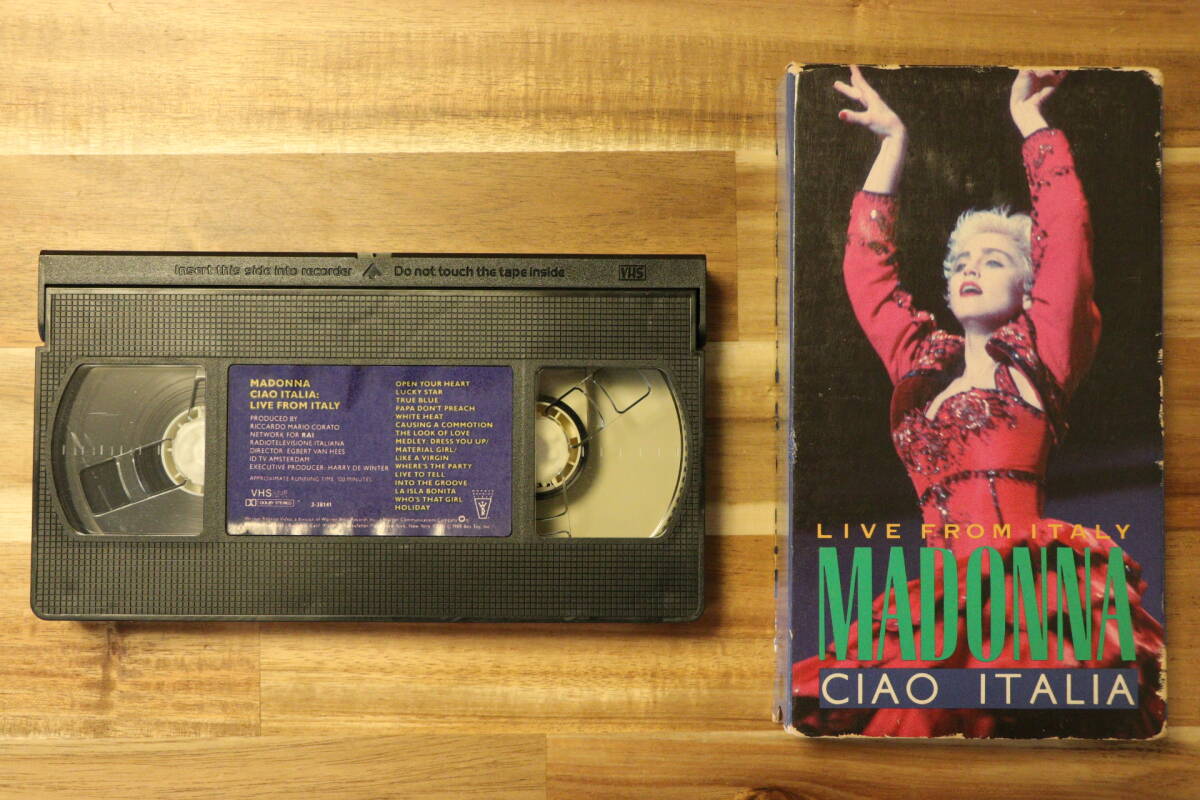 Insert this side into recorder
Do not touch the tape inside
VHS
MADONNA
CIAO ITALIA:
LIVE FROM ITALY
PRODUCED BY
RICCARDO MARIO CORATO
NETWORK FOR RAI
RADIOTELEVISIONE ITALIANA
DIRECTOR: EGBERT VAN HEES
ID TV AMSTERDAM
EXECUTIVE PRODUCER: HARRY DE WINTER
APPROXIMATE RUNNING TIME: 100 MINUTES
VHS
DOLBY STEREO
3-38141
OPEN YOUR HEART
LUCKY STAR
TRUE BLUE
PAPA DON'T PREACH
WHITE HEAT
CAUSING A COMMOTION
THE LOOK OF LOVE
MEDLEY: DRESS YOU UP/
MATERIAL GIRL/
LIKE A VIRGIN
WHERE'S THE PARTY
LIVE TO TELL
INTO THE GROOVE
LA ISLA BONITA
WHO'S THAT GIRL
HOLIDAY
LIVE FROM ITALY
MADONNA
CIAO ITALIA